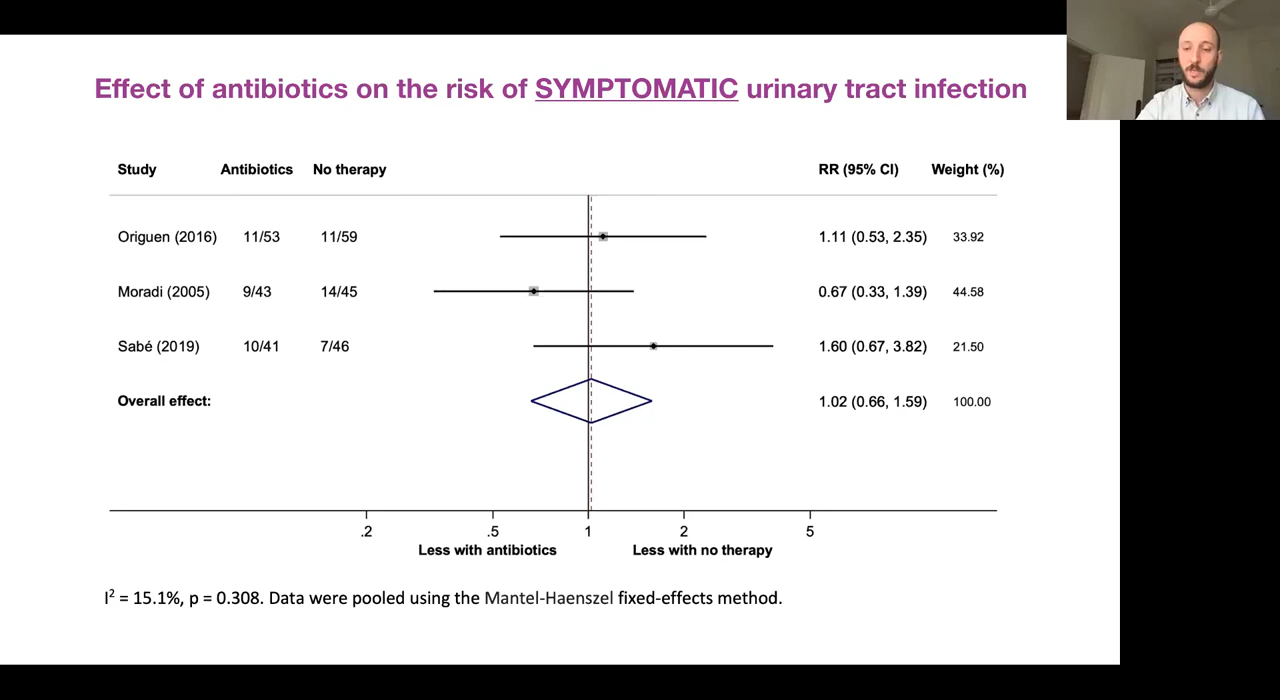 Effect of antibiotics on the risk of SYMPTOMATIC urinary tract infection
Study Antibiotics No therapy RR (95% CI) Weight (%)
Origuen (2016) 11/53 11/59 1.11 (0.53, 2.35) 33.92
Moradi (2005) 9/43 14/45 0.67 (0.33, 1.39) 44.58
Sabé (2019) 10/41 7/46 1.60 (0.67, 3.82) 21.50
Overall effect: 1.02 (0.66, 1.59) 100.00
.2 .5 1 2 5
Less with antibiotics Less with no therapy
I² = 15.1%, p = 0.308. Data were pooled using the Mantel-Haenszel fixed-effects method.